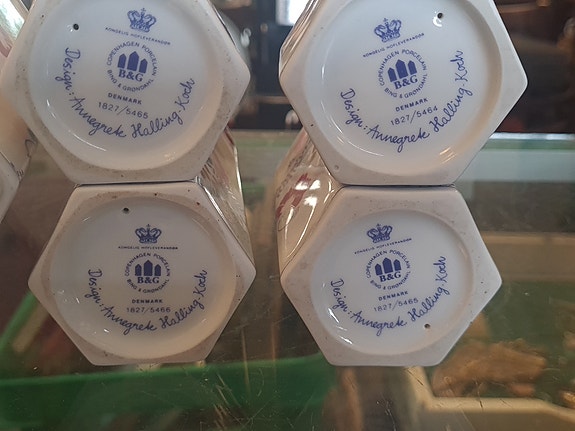 KONGELIG HOFLEVERANDØR
COPENHAGEN PORCELAIN
B&G
BING & GRØNDAHL
DENMARK
1827/5465
Design: Annegrete Halling-Koch
KONGELIG HOFLEVERANDØR
COPENHAGEN PORCELAIN
B&G
BING & GRØNDAHL
DENMARK
1827/5464
Design: Annegrete Halling Koch
KONGELIG HOFLEVERANDØR
COPENHAGEN PORCELAIN
B&G
BING & GRØNDAHL
DENMARK
1827/5466
Design: Annegrete Halling-Koch
KONGELIG HOFLEVERANDØR
COPENHAGEN PORCELAIN
B&G
BING & GRØNDAHL
DENMARK
1827/5465
Design: Annegrete Halling-Koch